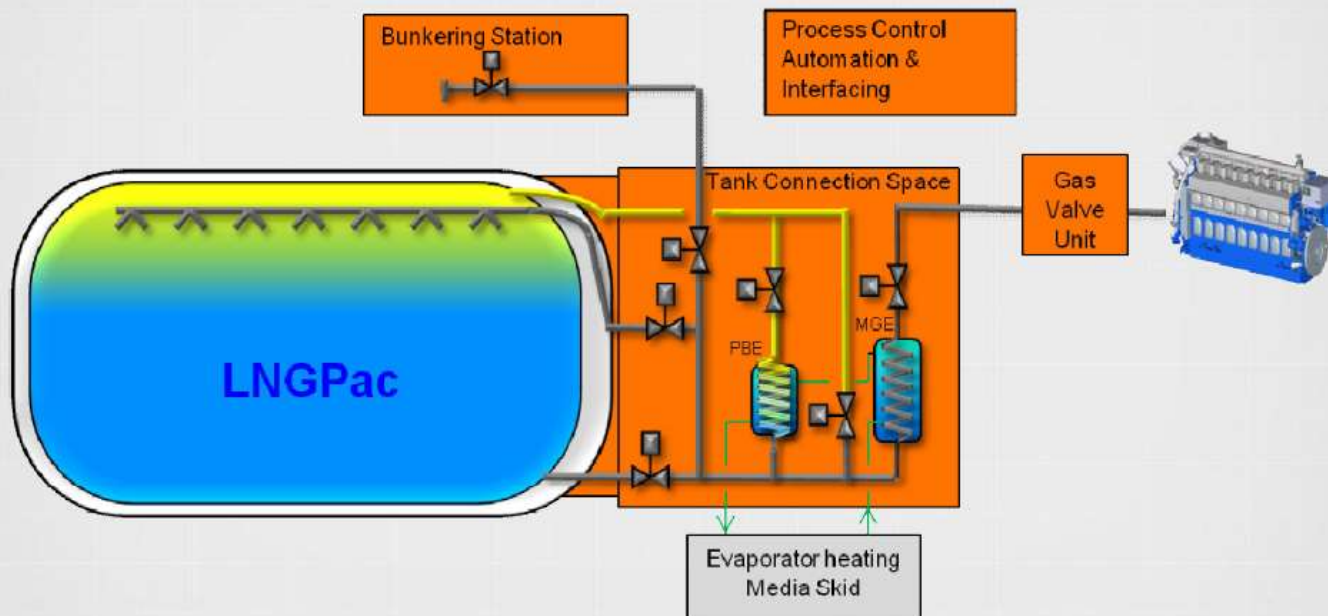 Bunkering Station
Process Control
Automation &
Interfacing
Tank Connection Space
Gas
Valve
Unit
MGE
PBE
LNGPac
Evaporator heating
Media Skid